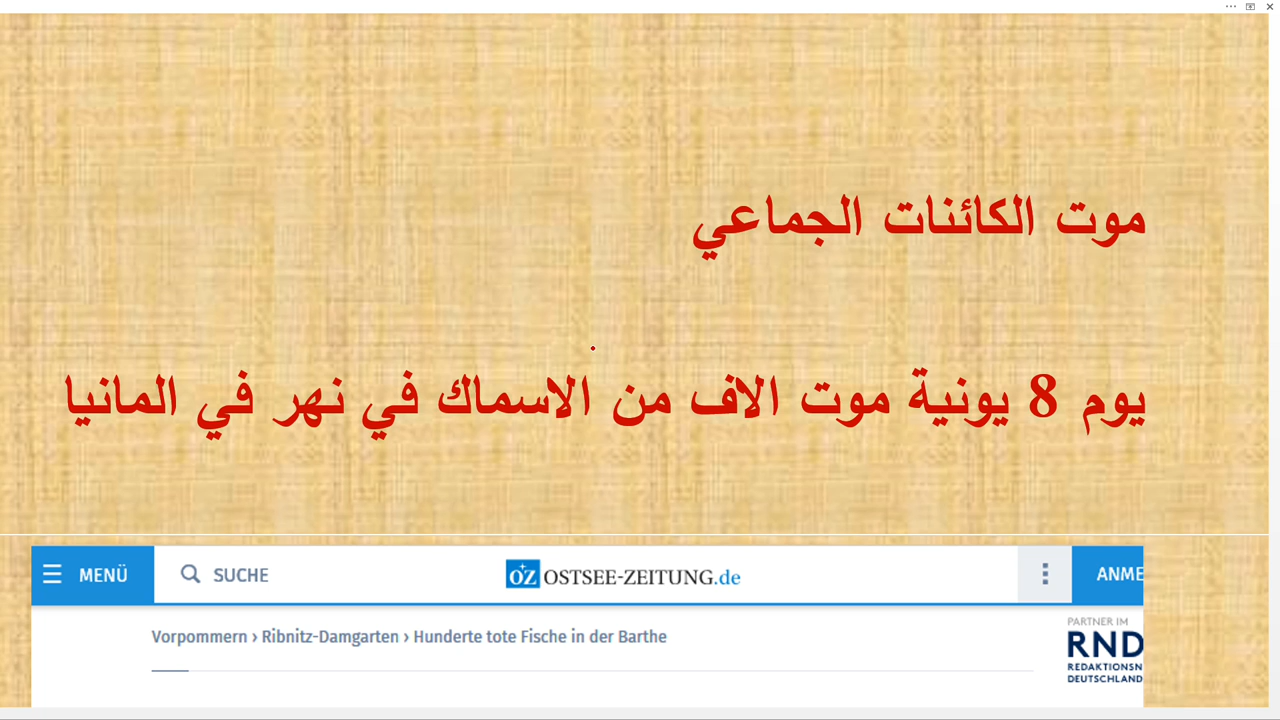 موت الكائنات الجماعي
يوم 8 يونية موت الاف من الاسماك في نهر في المانيا
MENÜ SUCHE OZ OSTSEE-ZEITUNG.de ANME
Vorpommern › Ribnitz-Damgarten › Hunderte tote Fische in der Barthe
PARTNER IM
RND
REDAKTIONSN
DEUTSCHLAND